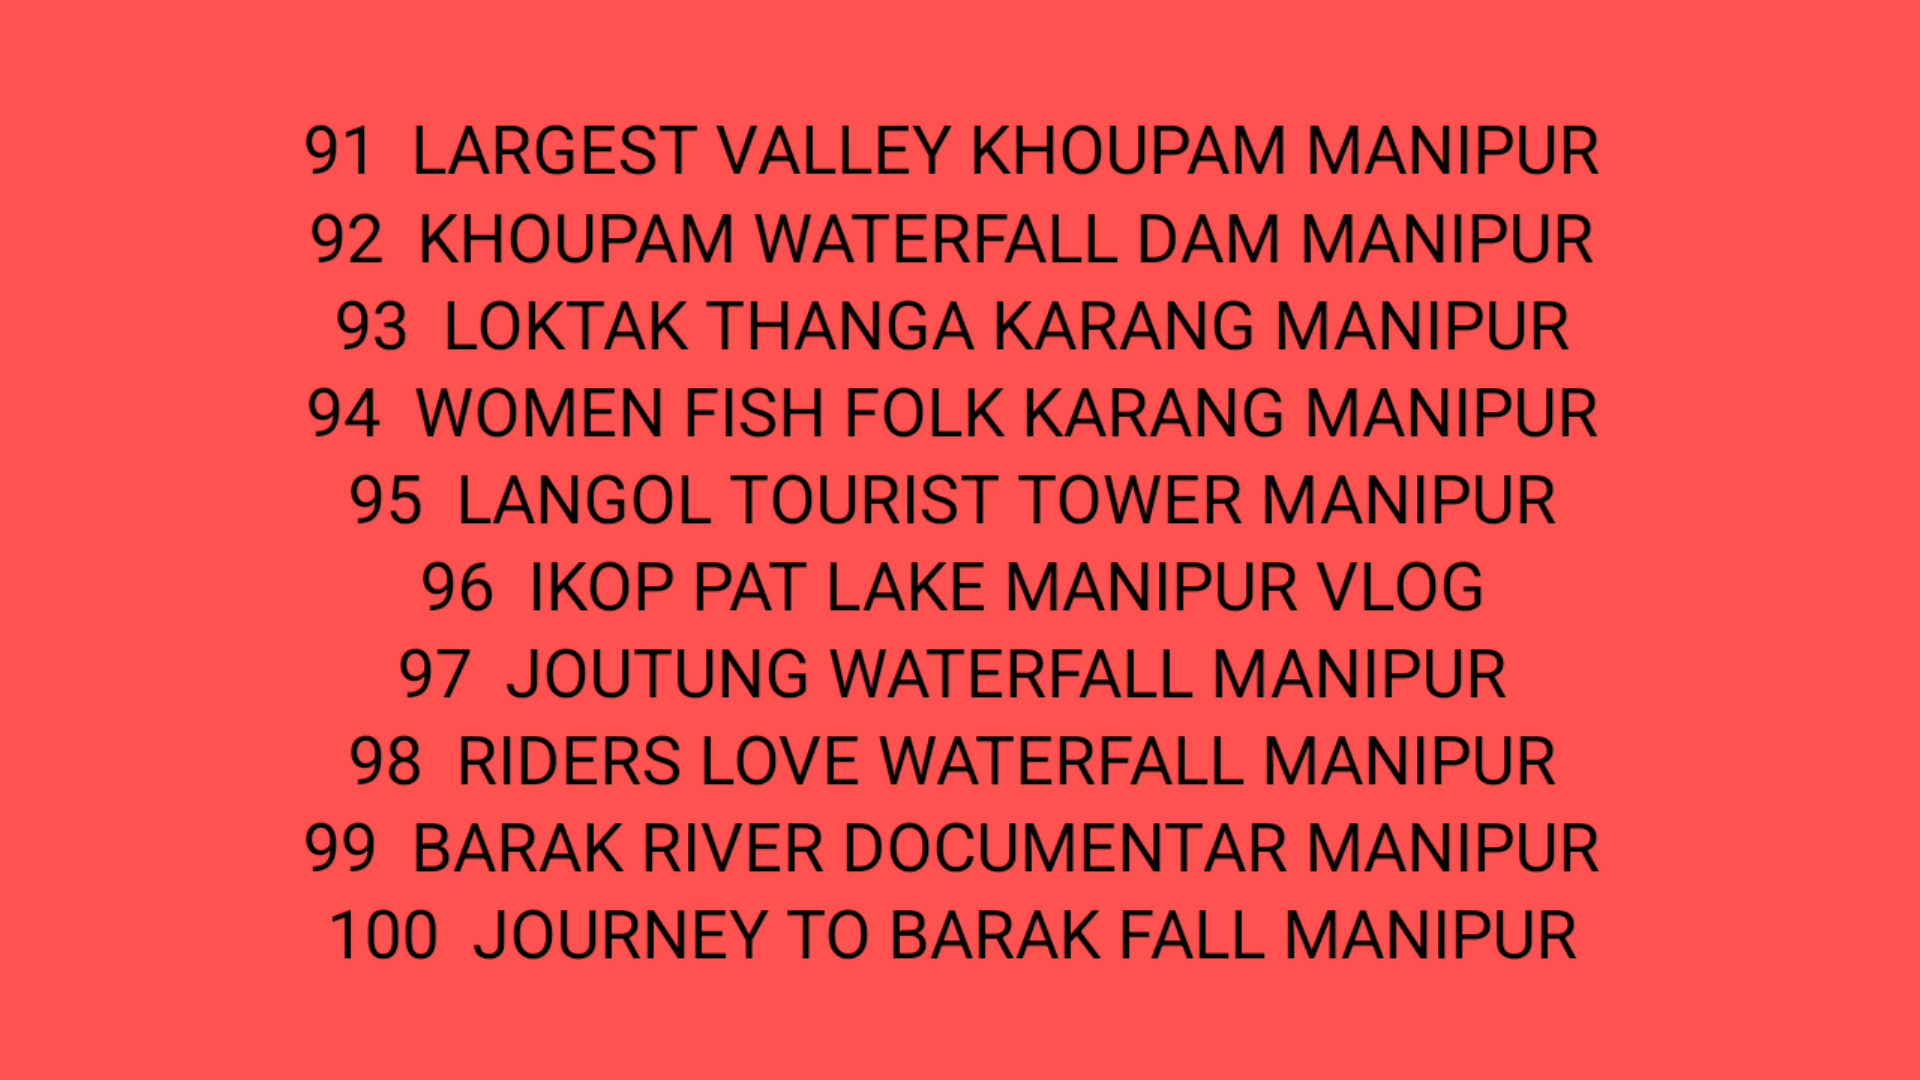 91 LARGEST VALLEY KHOUPAM MANIPUR
92 KHOUPAM WATERFALL DAM MANIPUR
93 LOKTAK THANGA KARANG MANIPUR
94 WOMEN FISH FOLK KARANG MANIPUR
95 LANGOL TOURIST TOWER MANIPUR
96 IKOP PAT LAKE MANIPUR VLOG
97 JOUTUNG WATERFALL MANIPUR
98 RIDERS LOVE WATERFALL MANIPUR
99 BARAK RIVER DOCUMENTAR MANIPUR
100 JOURNEY TO BARAK FALL MANIPUR